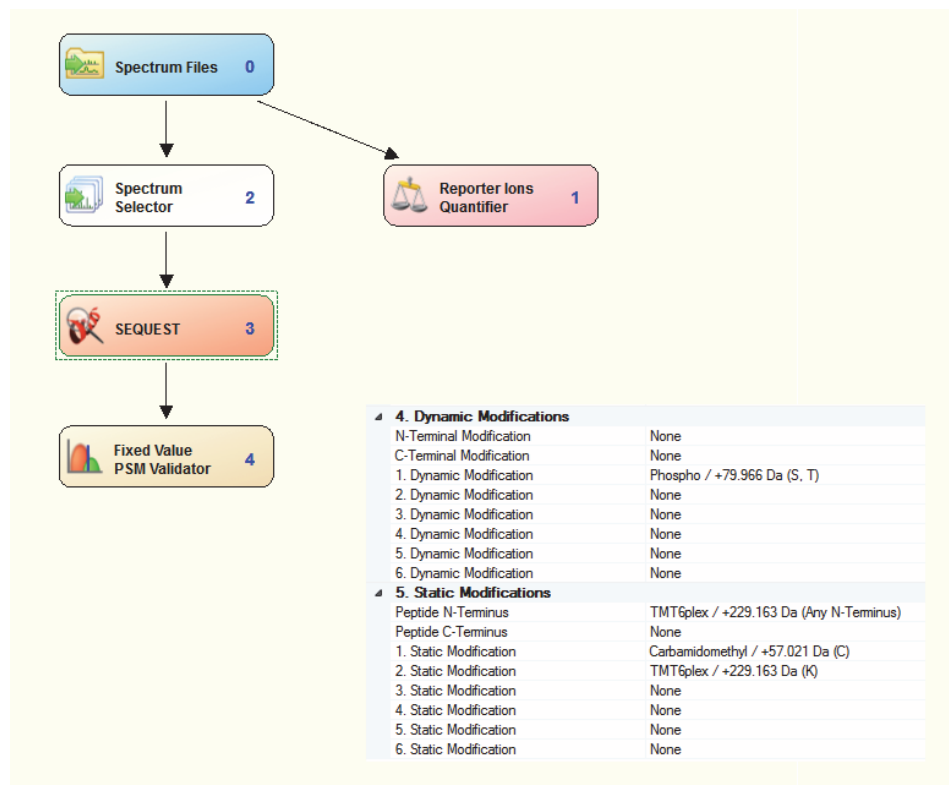 Spectrum Files 0
Spectrum
Selector 2
Reporter Ions
Quantifier 1
SEQUEST 3
Fixed Value
PSM Validator 4
4. Dynamic Modifications
N-Terminal Modification None
C-Terminal Modification None
1. Dynamic Modification Phospho / +79.966 Da (S, T)
2. Dynamic Modification None
3. Dynamic Modification None
4. Dynamic Modification None
5. Dynamic Modification None
6. Dynamic Modification None
5. Static Modifications
Peptide N-Terminus TMT6plex / +229.163 Da (Any N-Terminus)
Peptide C-Terminus None
1. Static Modification Carbamidomethyl / +57.021 Da (C)
2. Static Modification TMT6plex / +229.163 Da (K)
3. Static Modification None
4. Static Modification None
5. Static Modification None
6. Static Modification None